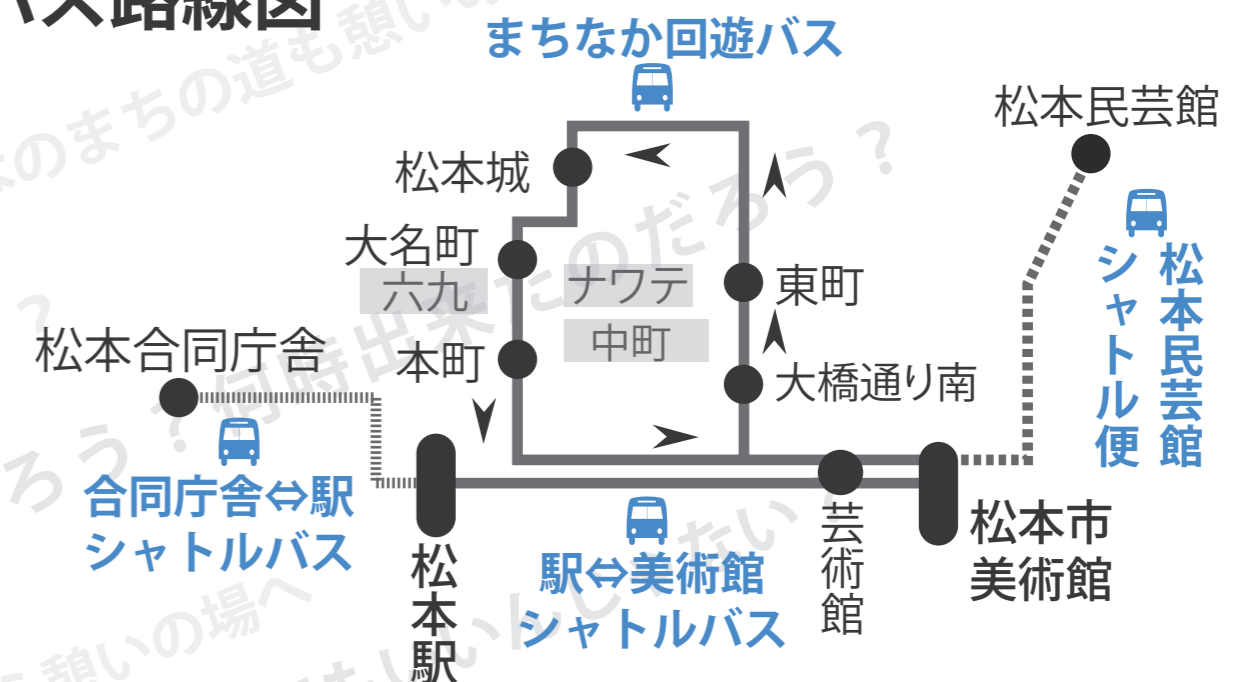 バス路線図
まちなか回遊バス
松本民芸館
松本城
大名町
六九
ナワテ
東町
中町
松本合同庁舎
本町
大橋通り南
松本民芸館
シャトル便
合同庁舎⇔駅
シャトルバス
松本駅
駅⇔美術館
シャトルバス
芸術館
松本市
美術館
のまちの道も憩い
だろう?
何時出来たのだろう?
ろう?
憩いの場へ